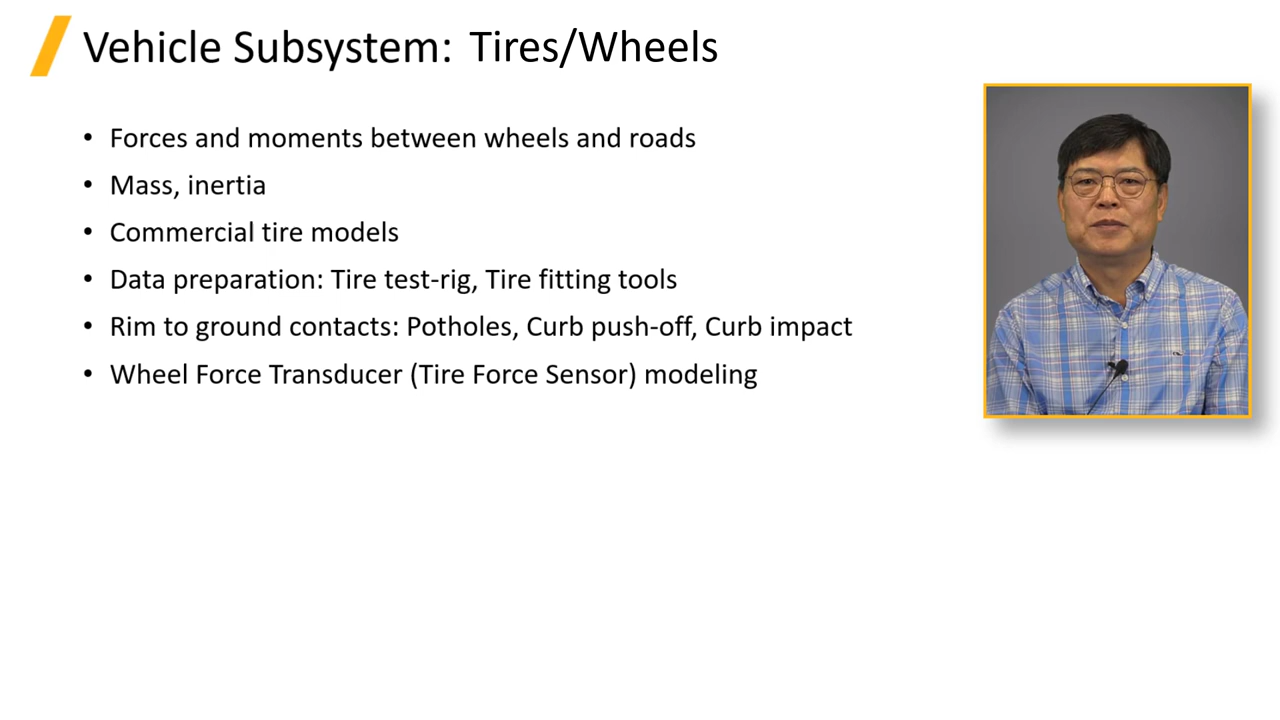 Vehicle Subsystem: Tires/Wheels
• Forces and moments between wheels and roads
• Mass, inertia
• Commercial tire models
• Data preparation: Tire test-rig, Tire fitting tools
• Rim to ground contacts: Potholes, Curb push-off, Curb impact
• Wheel Force Transducer (Tire Force Sensor) modeling